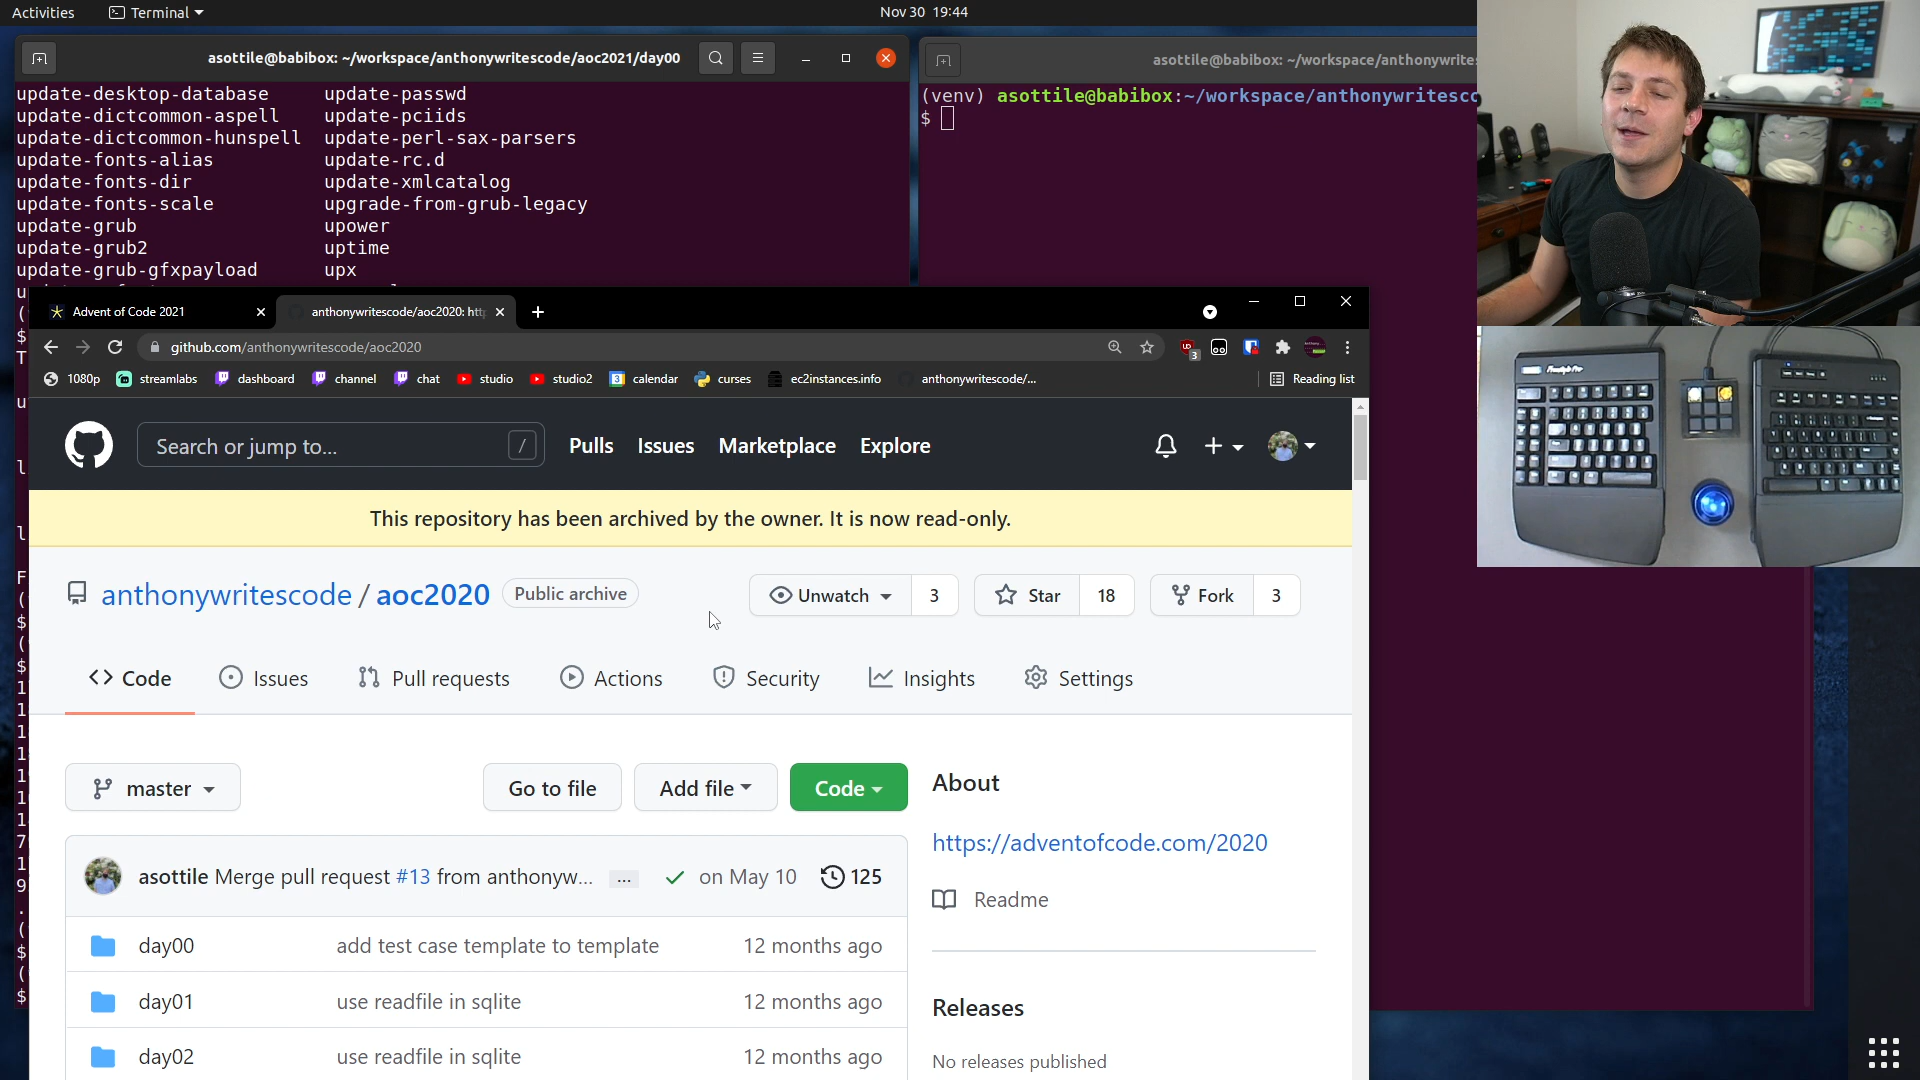 Activities
Terminal
Nov 30 19:44
asottile@babibox: ~/workspace/anthonywritescode/aoc2021/day00
update-desktop-database update-passwd
update-dictcommon-aspell update-pciids
update-dictcommon-hunspell update-perl-sax-parsers
update-fonts-alias update-rc.d
update-fonts-dir update-xmlcatalog
update-fonts-scale upgrade-from-grub-legacy
update-grub upower
update-grub2 uptime
update-grub-gfxpayload upx
asottile@babibox: ~/workspace/anthonywrites
(venv) asottile@babibox:~/workspace/anthonywritesco
$
Advent of Code 2021
anthonywritescode/aoc2020: htt
github.com/anthonywritescode/aoc2020
3
1080p streamlabs dashboard channel chat studio studio2 calendar curses ec2instances.info anthonywritescode/...
Reading list
Search or jump to... /
Pulls Issues Marketplace Explore
This repository has been archived by the owner. It is now read-only.
anthonywritescode / aoc2020 Public archive
Unwatch 3
Star 18
Fork 3
Code Issues Pull requests Actions Security Insights Settings
master
Go to file
Add file
Code
asottile Merge pull request #13 from anthonyw... ... on May 10 125
day00 add test case template to template 12 months ago
day01 use readfile in sqlite 12 months ago
day02 use readfile in sqlite 12 months ago
About
https://adventofcode.com/2020
Readme
Releases
No releases published
Freestyle Pro